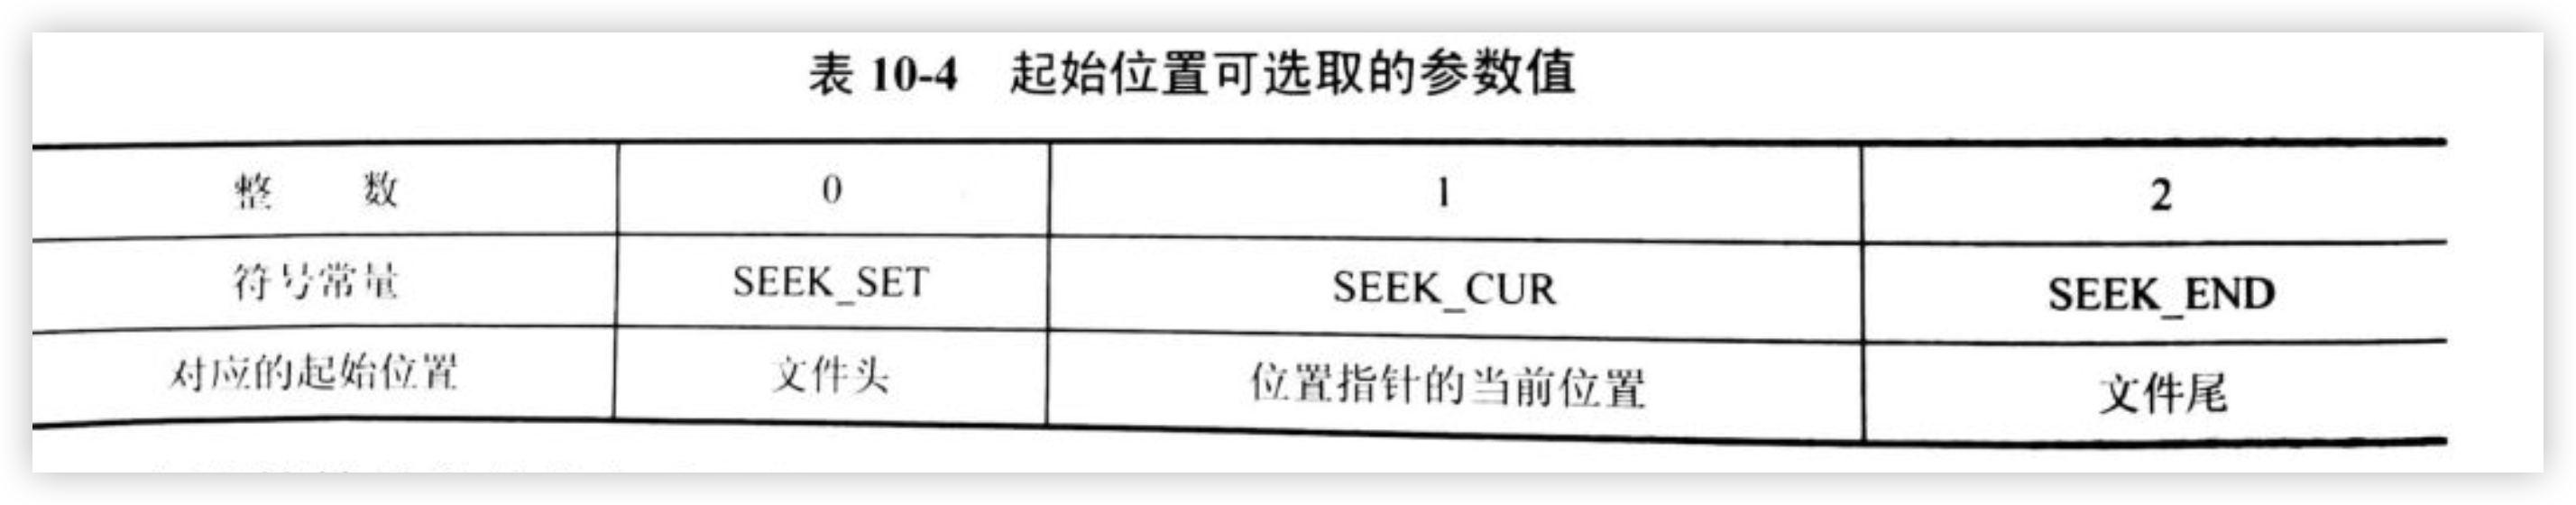 表 10-4 起始位置可选取的参数值
整 数 0 1 2
符号常量 SEEK_SET SEEK_CUR SEEK_END
对应的起始位置 文件头 位置指针的当前位置 文件尾